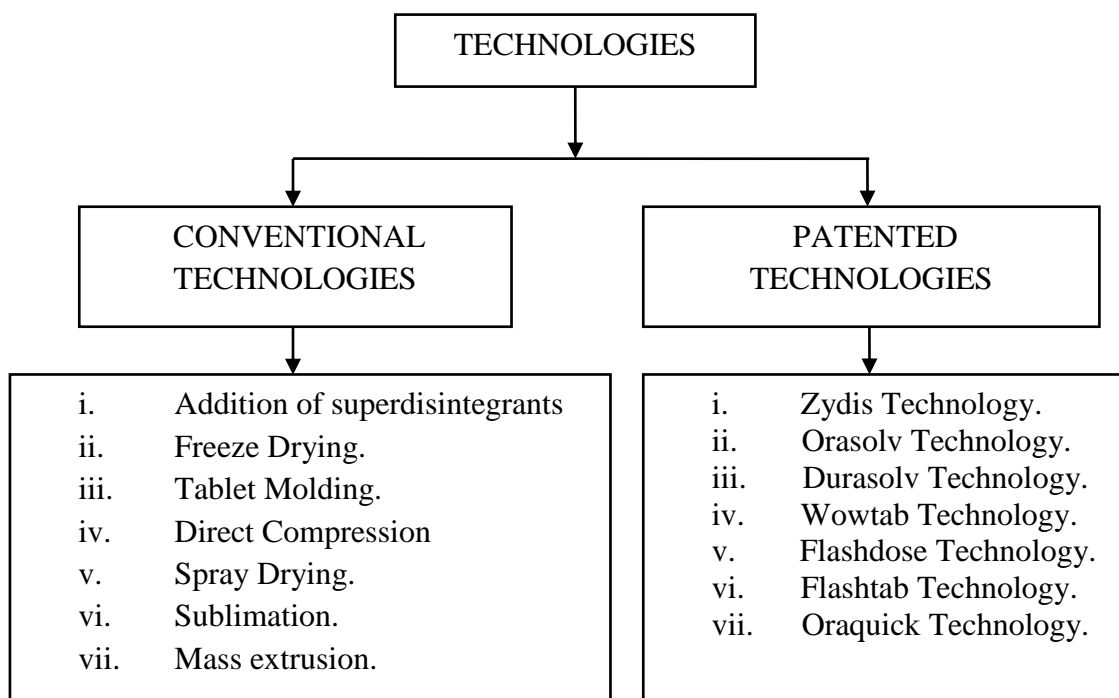 TECHNOLOGIES
CONVENTIONAL
TECHNOLOGIES
PATENTED
TECHNOLOGIES
i. Addition of superdisintegrants
ii. Freeze Drying.
iii. Tablet Molding.
iv. Direct Compression
v. Spray Drying.
vi. Sublimation.
vii. Mass extrusion.
i. Zydis Technology.
ii. Orasolv Technology.
iii. Durasolv Technology.
iv. Wowtab Technology.
v. Flashdose Technology.
vi. Flashtab Technology.
vii. Oraquick Technology.